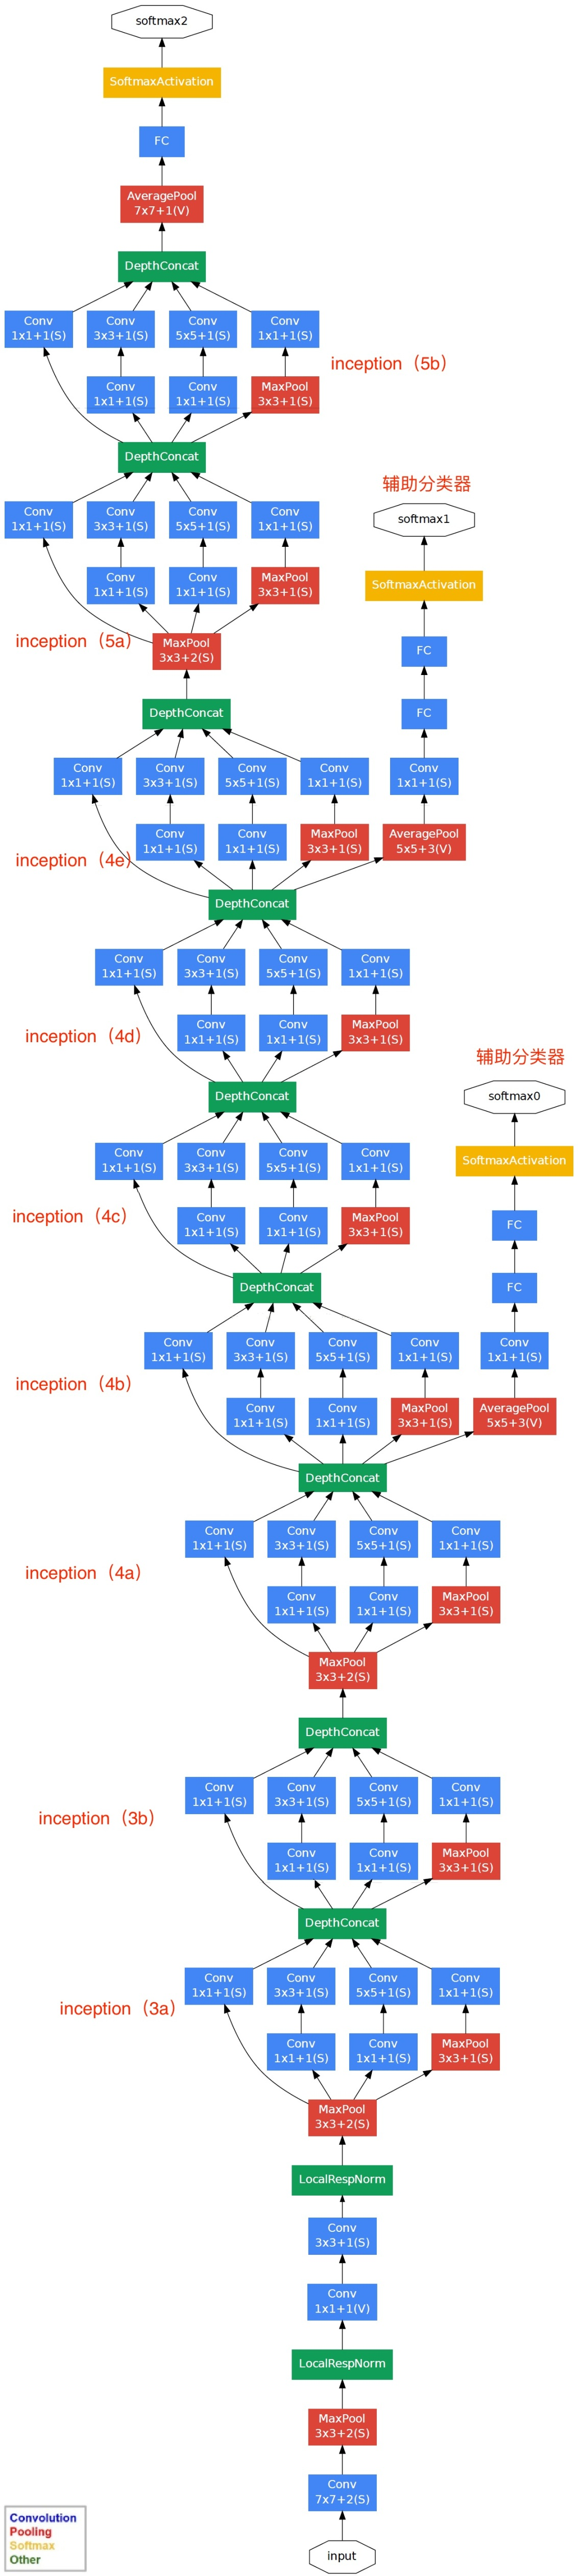 softmax2
SoftmaxActivation
FC
AveragePool
7x7+1(V)
DepthConcat
Conv
1x1+1(S)
Conv
3x3+1(S)
Conv
5x5+1(S)
Conv
1x1+1(S)
inception（5b）
Conv
1x1+1(S)
Conv
1x1+1(S)
MaxPool
3x3+1(S)
DepthConcat
辅助分类器
softmax1
Conv
1x1+1(S)
Conv
3x3+1(S)
Conv
5x5+1(S)
Conv
1x1+1(S)
Conv
1x1+1(S)
Conv
1x1+1(S)
MaxPool
3x3+1(S)
SoftmaxActivation
inception（5a）
MaxPool
3x3+2(S)
FC
DepthConcat
FC
Conv
1x1+1(S)
Conv
3x3+1(S)
Conv
5x5+1(S)
Conv
1x1+1(S)
Conv
1x1+1(S)
inception（4e）
Conv
1x1+1(S)
Conv
1x1+1(S)
MaxPool
3x3+1(S)
AveragePool
5x5+3(V)
DepthConcat
Conv
1x1+1(S)
Conv
3x3+1(S)
Conv
5x5+1(S)
Conv
1x1+1(S)
inception（4d）
Conv
1x1+1(S)
Conv
1x1+1(S)
MaxPool
3x3+1(S)
辅助分类器
DepthConcat
softmax0
Conv
1x1+1(S)
Conv
3x3+1(S)
Conv
5x5+1(S)
Conv
1x1+1(S)
SoftmaxActivation
inception（4c）
Conv
1x1+1(S)
Conv
1x1+1(S)
MaxPool
3x3+1(S)
FC
DepthConcat
FC
Conv
1x1+1(S)
Conv
3x3+1(S)
Conv
5x5+1(S)
Conv
1x1+1(S)
Conv
1x1+1(S)
inception（4b）
Conv
1x1+1(S)
Conv
1x1+1(S)
MaxPool
3x3+1(S)
AveragePool
5x5+3(V)
DepthConcat
Conv
1x1+1(S)
Conv
3x3+1(S)
Conv
5x5+1(S)
Conv
1x1+1(S)
inception（4a）
Conv
1x1+1(S)
Conv
1x1+1(S)
MaxPool
3x3+1(S)
MaxPool
3x3+2(S)
DepthConcat
Conv
1x1+1(S)
Conv
3x3+1(S)
Conv
5x5+1(S)
Conv
1x1+1(S)
inception（3b）
Conv
1x1+1(S)
Conv
1x1+1(S)
MaxPool
3x3+1(S)
DepthConcat
Conv
1x1+1(S)
Conv
3x3+1(S)
Conv
5x5+1(S)
Conv
1x1+1(S)
inception（3a）
Conv
1x1+1(S)
Conv
1x1+1(S)
MaxPool
3x3+1(S)
MaxPool
3x3+2(S)
LocalRespNorm
Conv
3x3+1(S)
Conv
1x1+1(V)
LocalRespNorm
MaxPool
3x3+2(S)
Conv
7x7+2(S)
input
Convolution
Pooling
Softmax
Other